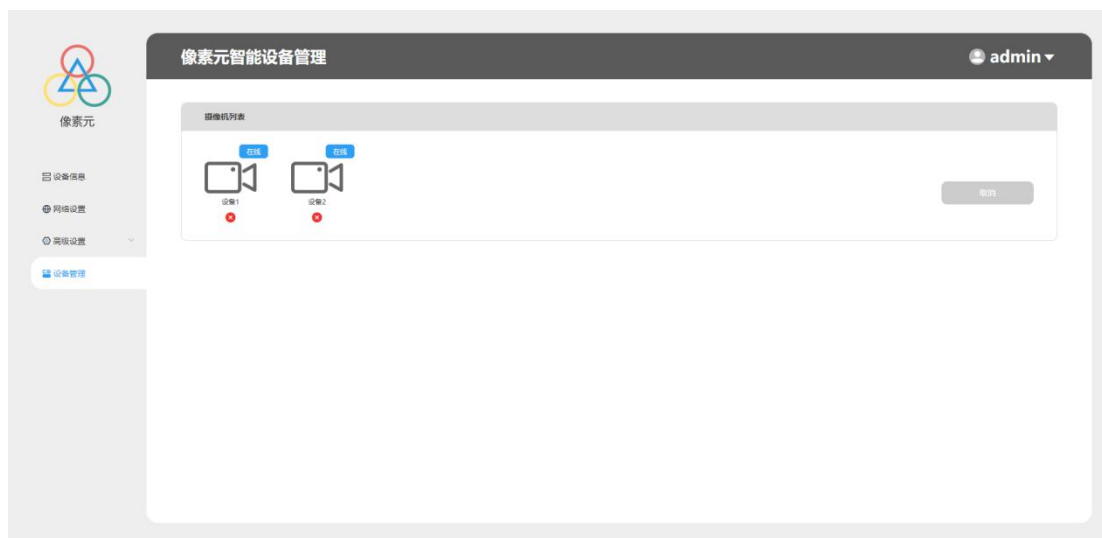 像素元智能设备管理
admin
像素元
摄像机列表
在线
在线
设备1
设备2
取消
设备信息
网络设置
高级设置
设备管理